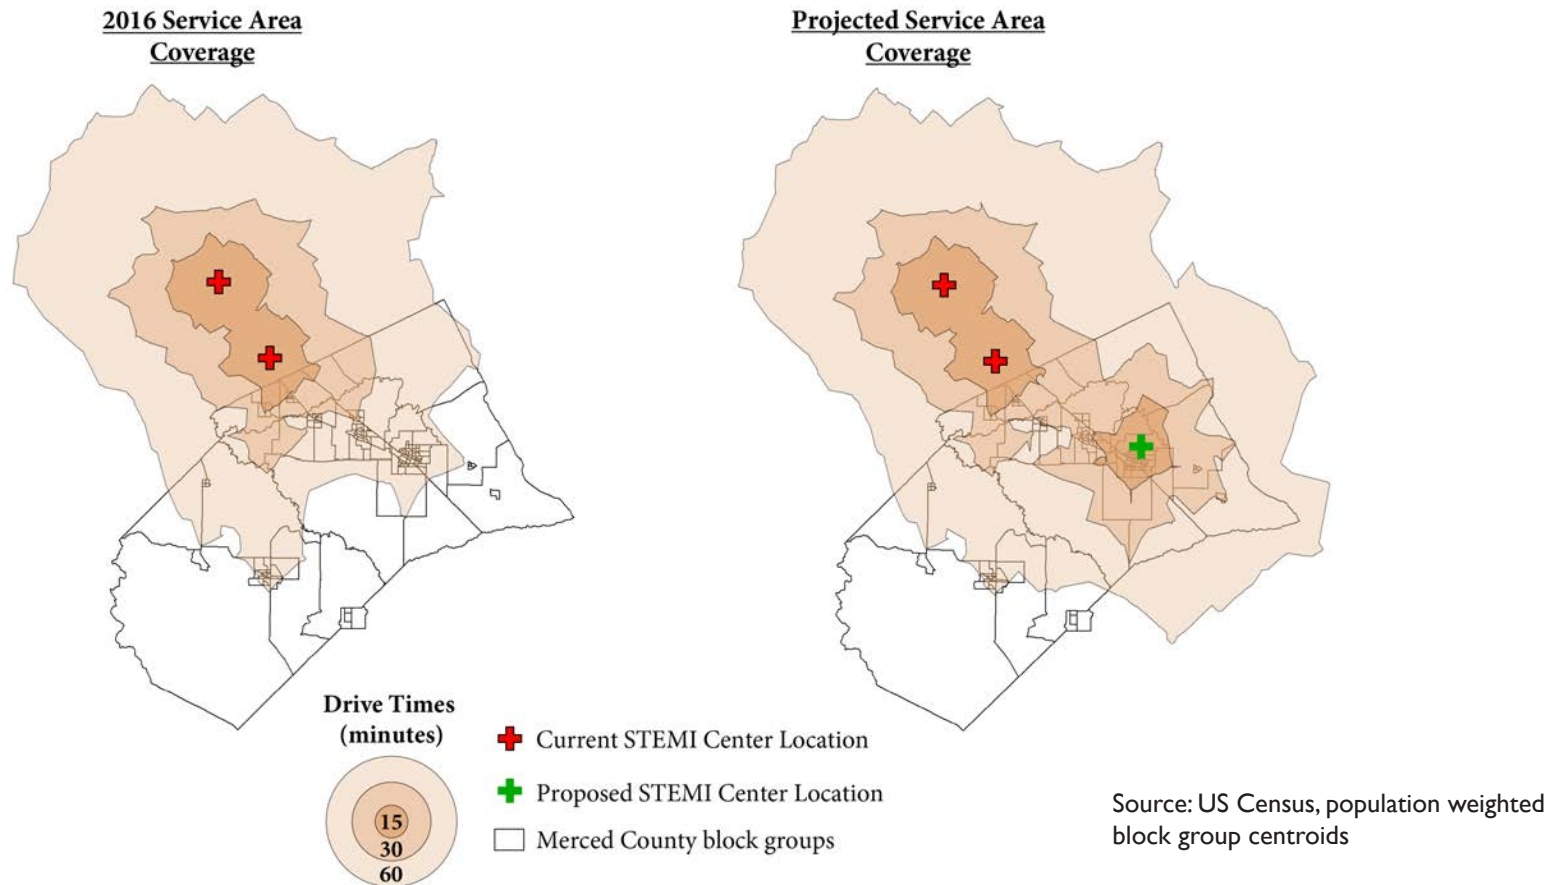 2016 Service Area
Coverage
Projected Service Area
Coverage
Drive Times
(minutes)
15
30
60
Current STEMI Center Location
Proposed STEMI Center Location
Merced County block groups
Source: US Census, population weighted
block group centroids